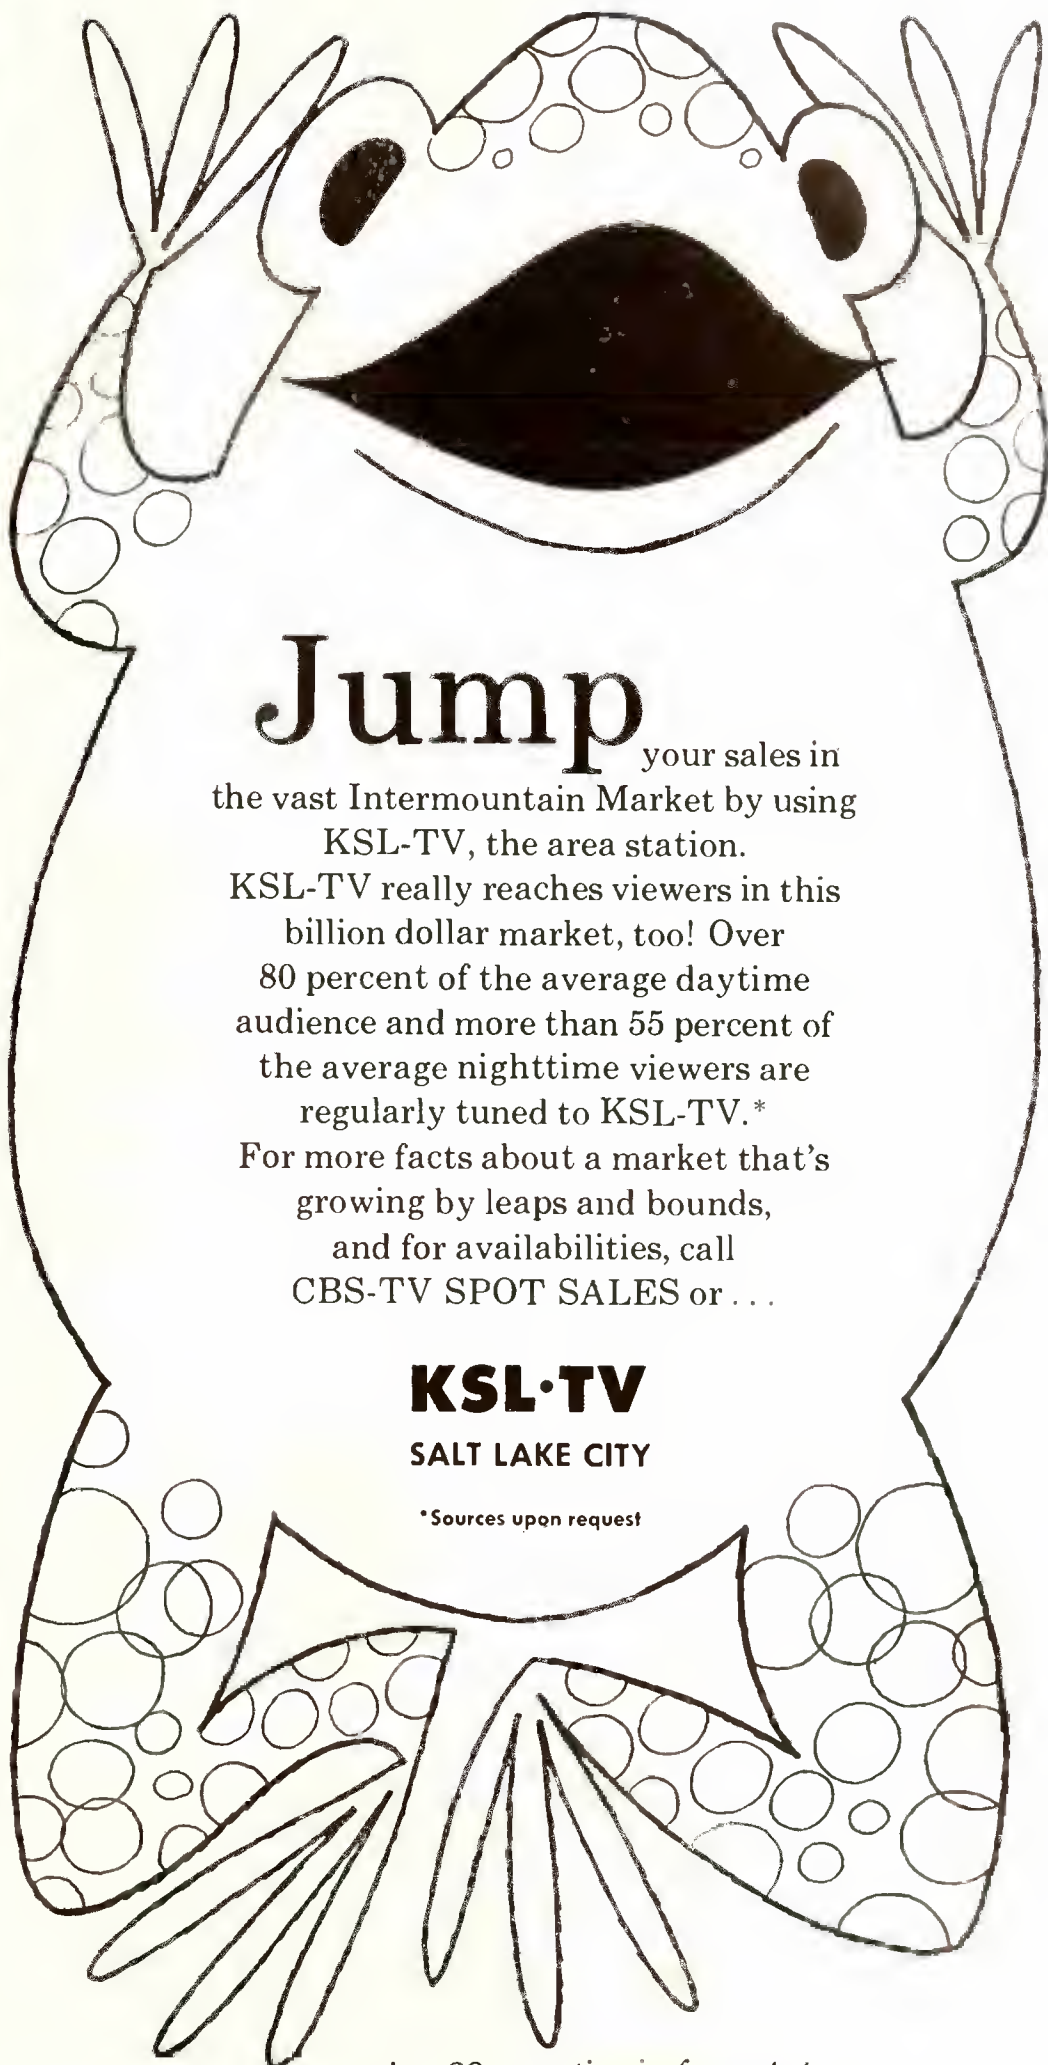 Jump
your sales in
the vast Intermountain Market by using
KSL-TV, the area station.
KSL-TV really reaches viewers in this
billion dollar market, too! Over
80 percent of the average daytime
audience and more than 55 percent of
the average nighttime viewers are
regularly tuned to KSL-TV.*
For more facts about a market that's
growing by leaps and bounds,
and for availabilities, call
CBS-TV SPOT SALES or . . .
KSL·TV
SALT LAKE CITY
*Sources upon request